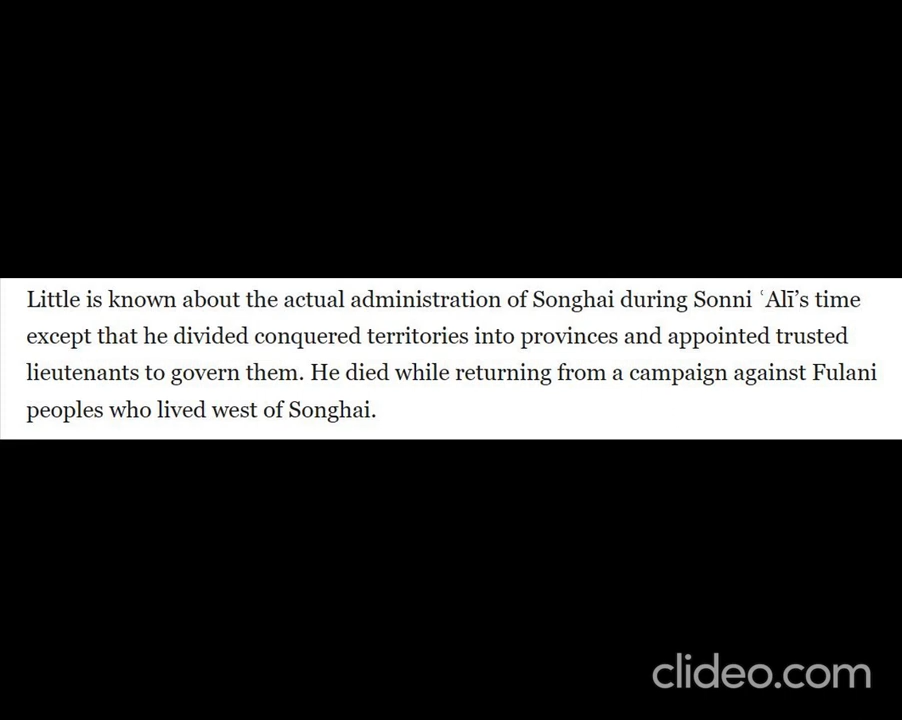 Little is known about the actual administration of Songhai during Sonni ʿAlī’s time
except that he divided conquered territories into provinces and appointed trusted
lieutenants to govern them. He died while returning from a campaign against Fulani
peoples who lived west of Songhai.
clideo.com